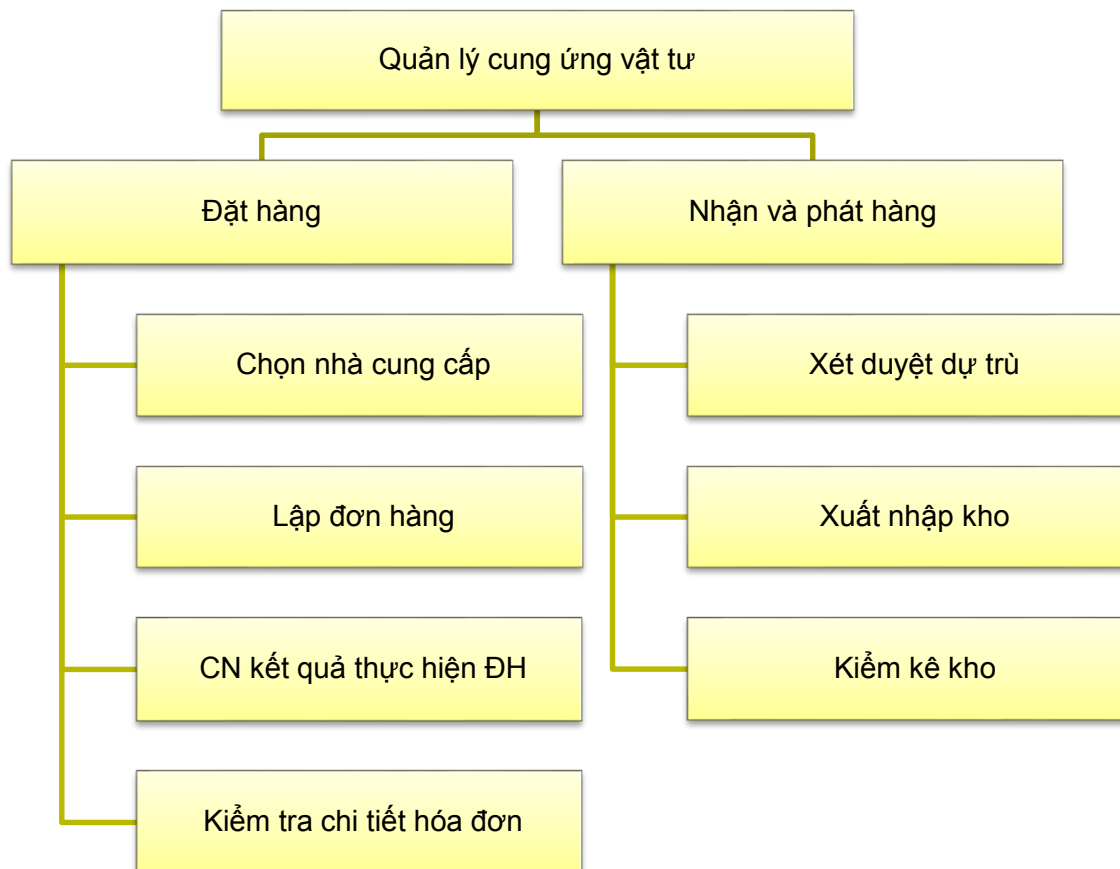 Quản lý cung ứng vật tư
Đặt hàng
Nhận và phát hàng
Chọn nhà cung cấp
Xét duyệt dự trù
Lập đơn hàng
Xuất nhập kho
CN kết quả thực hiện ĐH
Kiểm kê kho
Kiểm tra chi tiết hóa đơn